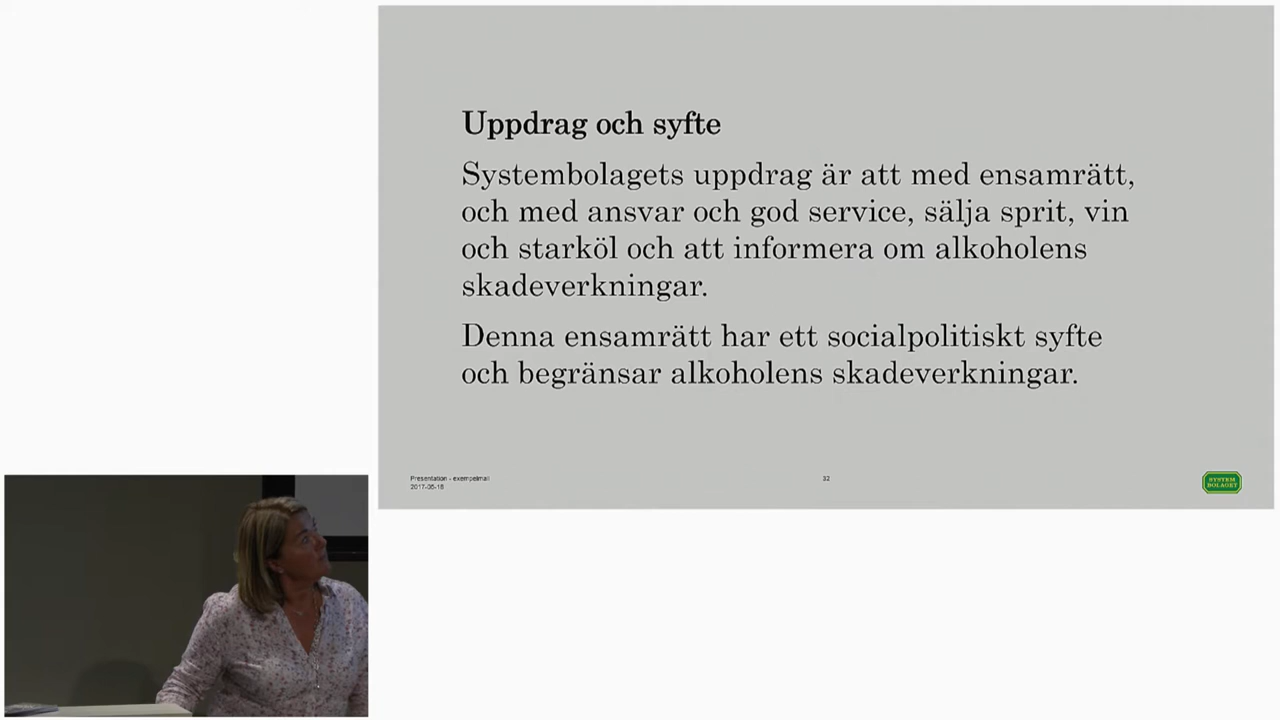 Uppdrag och syfte
Systembolagets uppdrag är att med ensamrätt,
och med ansvar och god service, sälja sprit, vin
och starköl och att informera om alkoholens
skadeverkningar.
Denna ensamrätt har ett socialpolitiskt syfte
och begränsar alkoholens skadeverkningar.
Presentation - exempelmall
2017-05-18
32
SYSTEM
BOLAGET